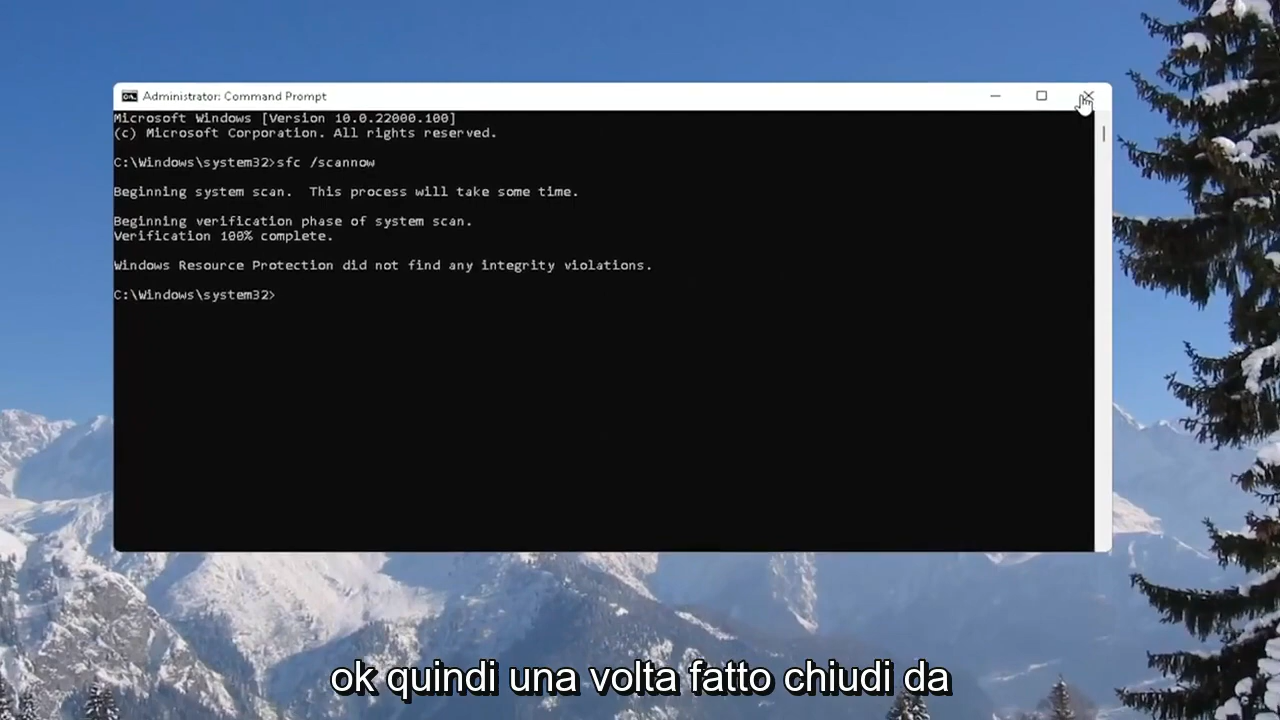 Administrator: Command Prompt
Microsoft Windows [Version 10.0.22000.100]
(c) Microsoft Corporation. All rights reserved.
C:\Windows\system32>sfc /scannow
Beginning system scan.  This process will take some time.
Beginning verification phase of system scan.
Verification 100% complete.
Windows Resource Protection did not find any integrity violations.
C:\Windows\system32>
ok quindi una volta fatto chiudi da